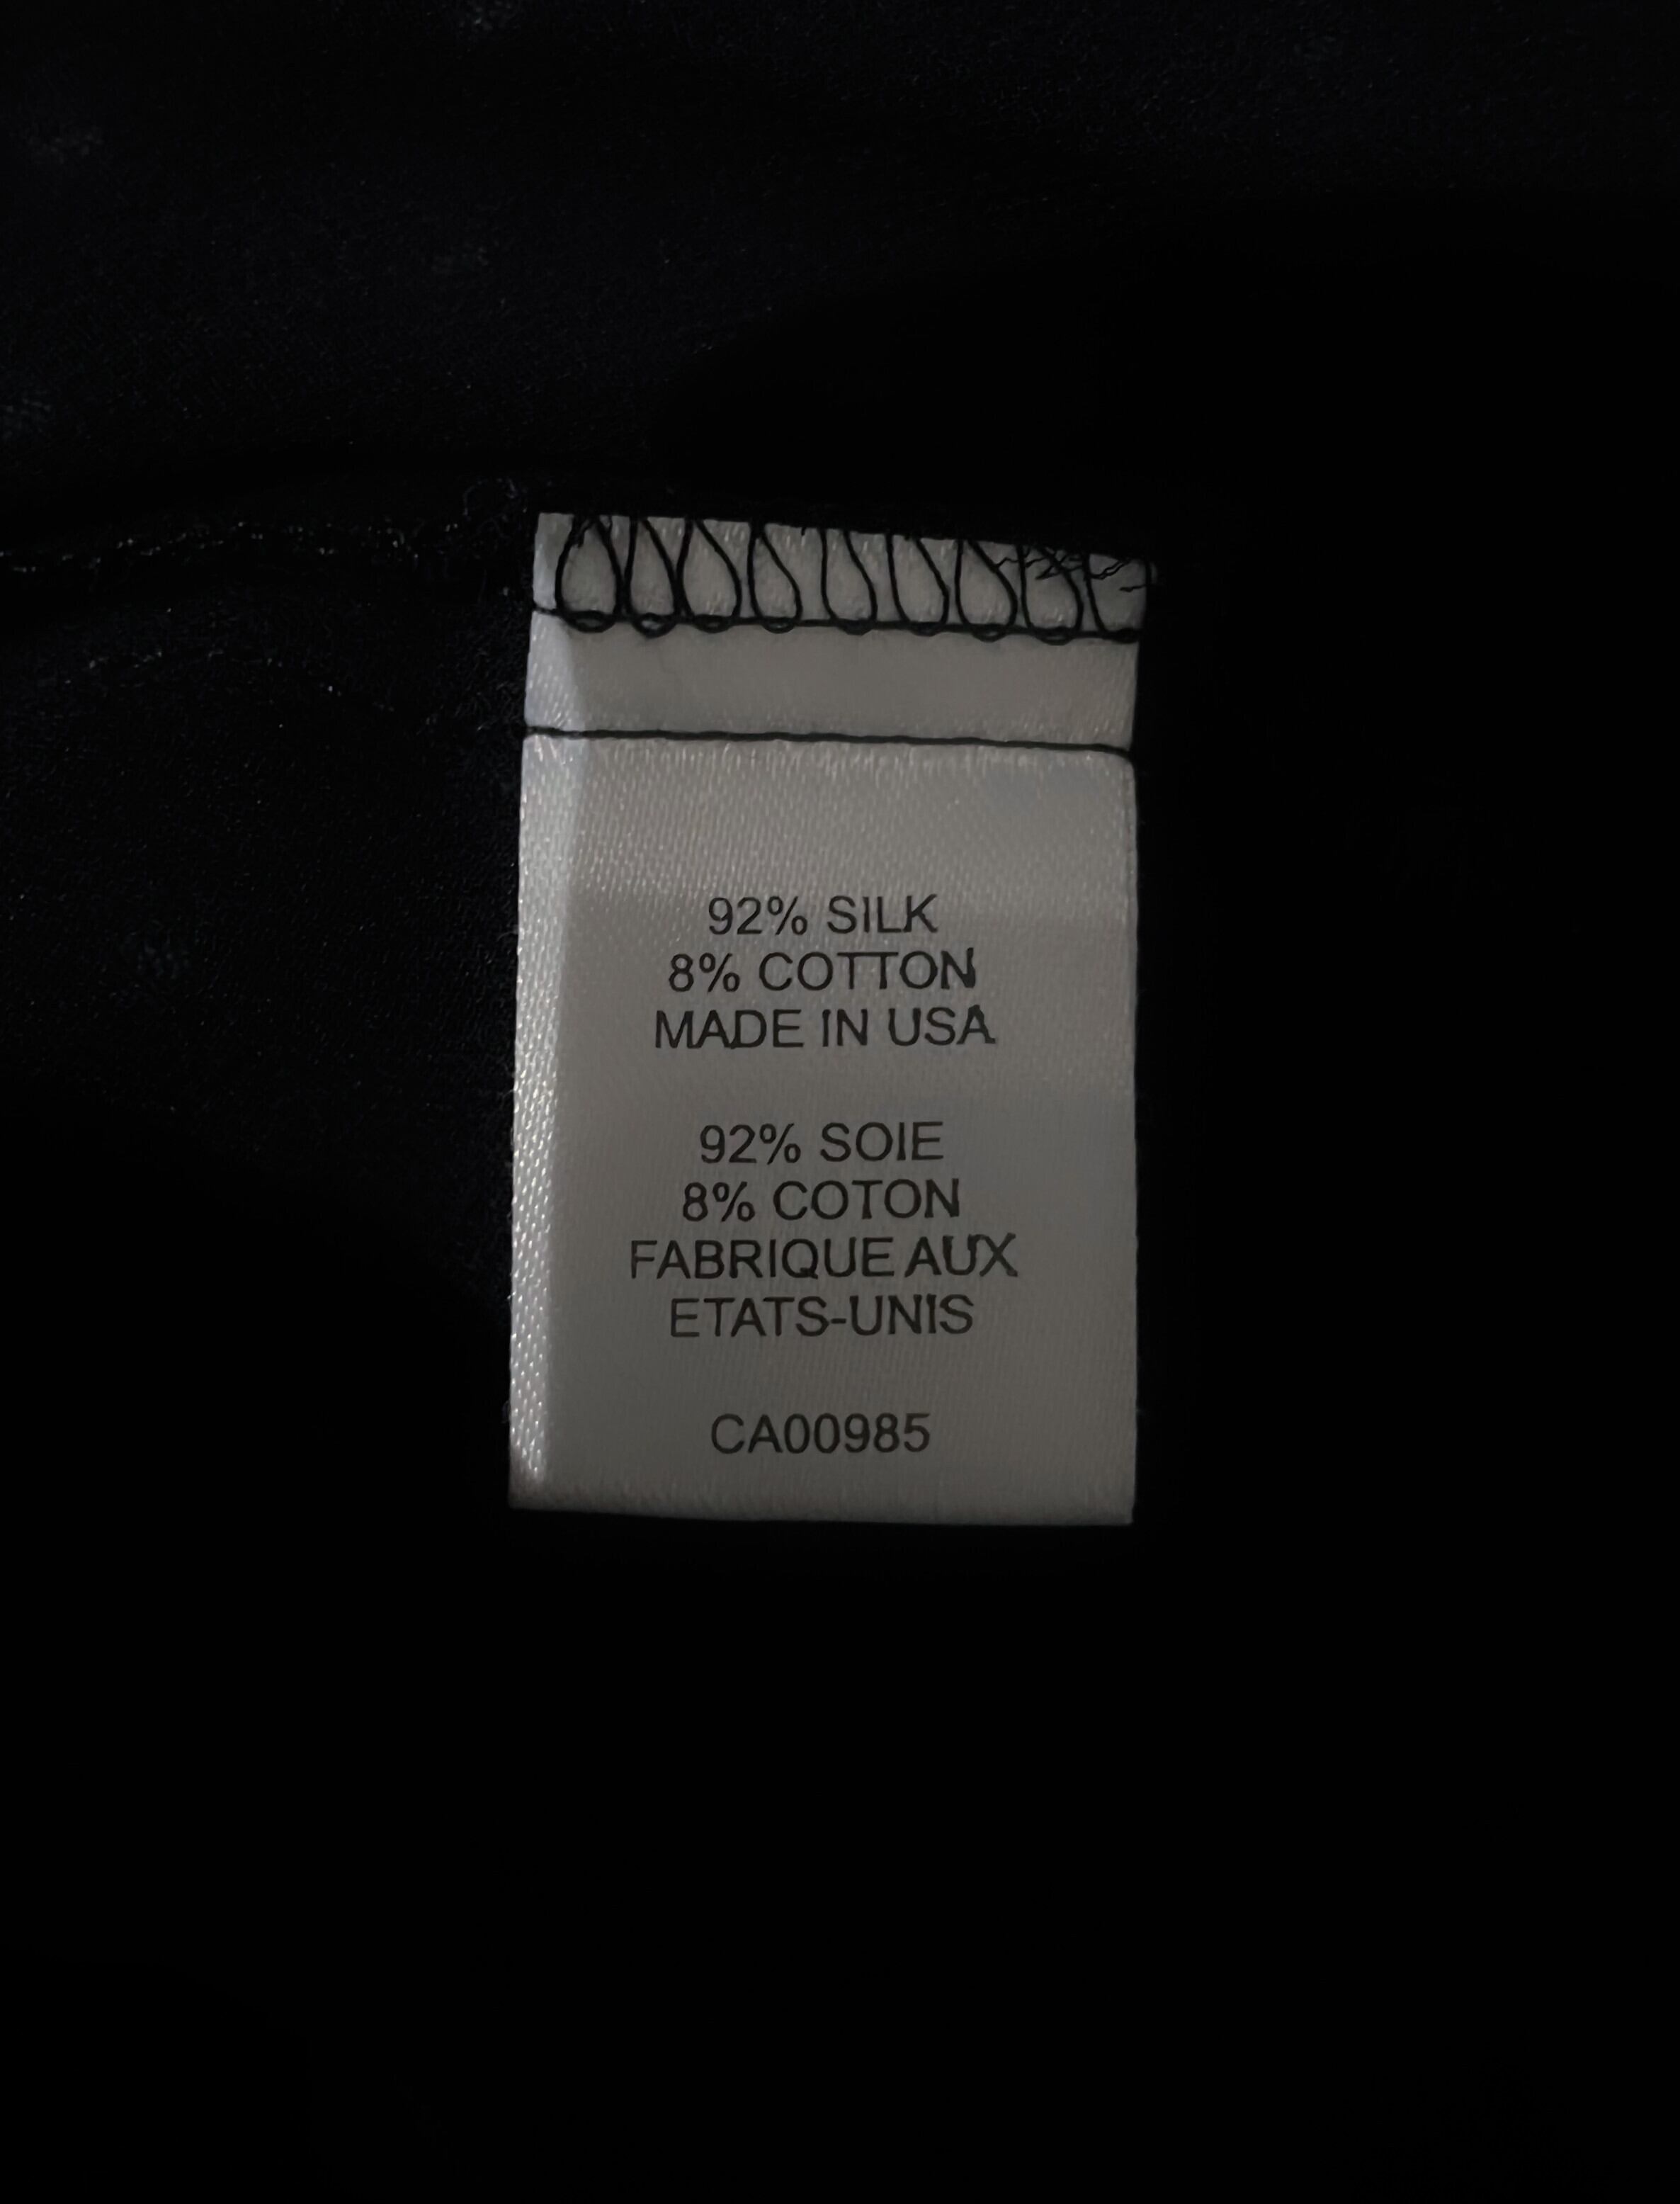 92% SILK
8% COTTON
MADE IN USA
92% SOIE
8% COTON
FABRIQUE AUX
ETATS-UNIS
CA00985